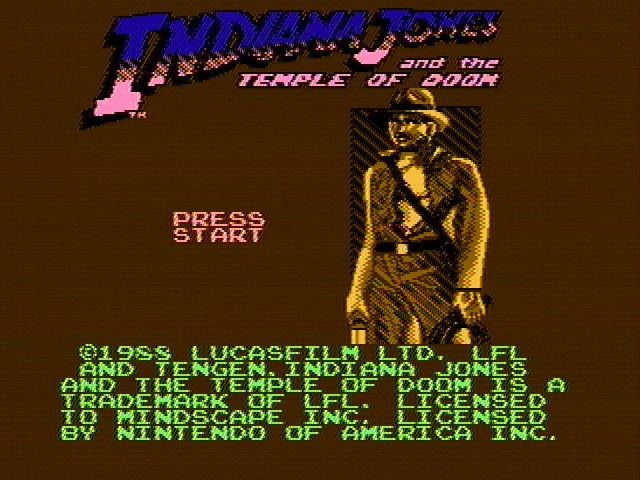 INDIANA JONES
and the
TEMPLE OF DOOM
TM
PRESS
START
©1988 LUCASFILM LTD. LFL
AND TENGEN.INDIANA JONES
AND THE TEMPLE OF DOOM IS A
TRADEMARK OF LFL. LICENSED
TO MINDSCAPE INC. LICENSED
BY NINTENDO OF AMERICA INC.